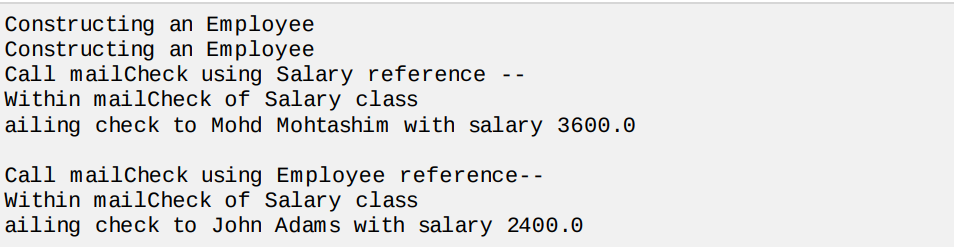 Constructing an Employee
Constructing an Employee
Call mailCheck using Salary reference --
Within mailCheck of Salary class
ailing check to Mohd Mohtashim with salary 3600.0
Call mailCheck using Employee reference--
Within mailCheck of Salary class
ailing check to John Adams with salary 2400.0